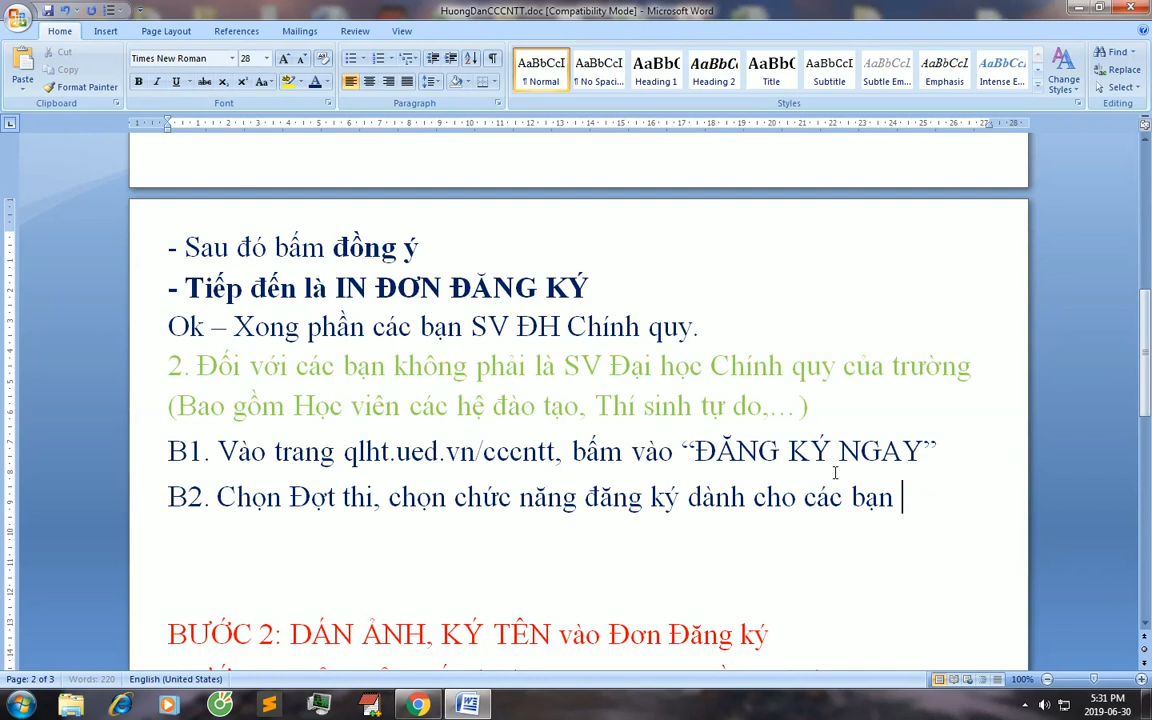 HuongDanCCCNTT.doc [Compatibility Mode] - Microsoft Word
Home Insert Page Layout References Mailings Review View
Paste
Cut
Copy
Format Painter
Clipboard
Times New Roman 28
Font
Paragraph
AaBbCcI AaBbCcI AaBbC AaBbCc AaBbC AaBbCcI AaBbCcI AaBbCcI AaBbCcI
¶ Normal ¶ No Spaci... Heading 1 Heading 2 Title Subtitle Subtle Em... Emphasis Intense E...
Styles
Change Styles
Find
Replace
Select
Editing
- Sau đó bấm đồng ý
- Tiếp đến là IN ĐƠN ĐĂNG KÝ
Ok – Xong phần các bạn SV ĐH Chính quy.
2. Đối với các bạn không phải là SV Đại học Chính quy của trường
(Bao gồm Học viên các hệ đào tạo, Thí sinh tự do,…)
B1. Vào trang qlht.ued.vn/cccntt, bấm vào “ĐĂNG KÝ NGAY”
B2. Chọn Đợt thi, chọn chức năng đăng ký dành cho các bạn
BƯỚC 2: DÁN ẢNH, KÝ TÊN vào Đơn Đăng ký
Page: 2 of 3 Words: 220 English (United States) 100%
5:31 PM
2019-06-30